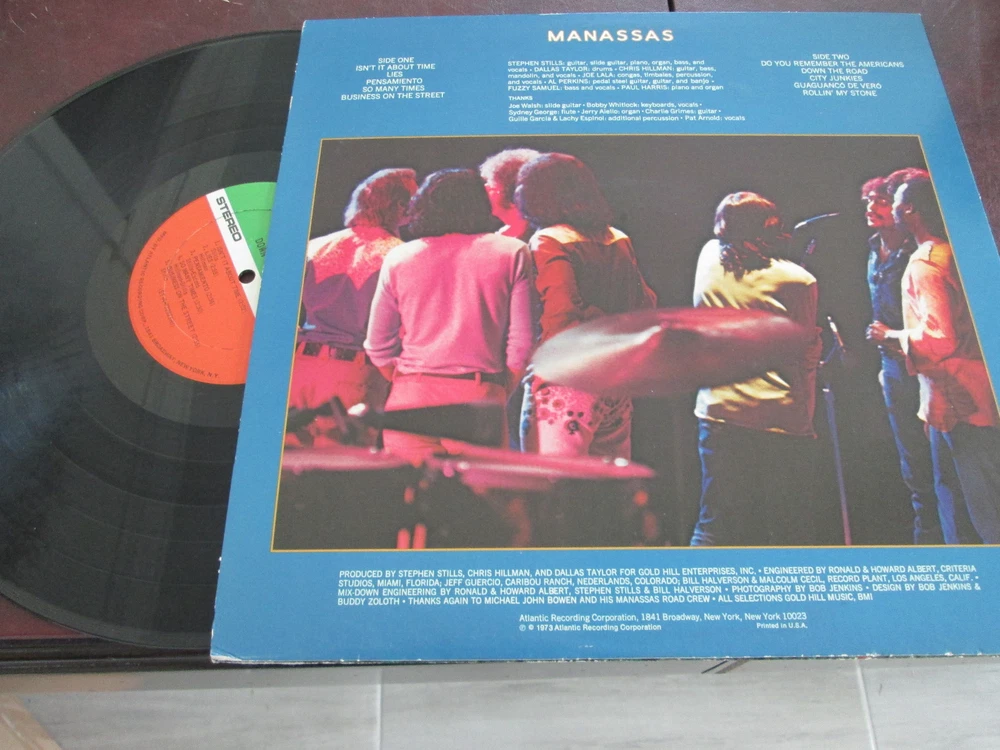 MANASSAS
SIDE ONE
ISN'T IT ABOUT TIME
LIES
PENSAMIENTO
SO MANY TIMES
BUSINESS ON THE STREET
STEPHEN STILLS: guitar, slide guitar, piano, organ, bass, and
vocals • DALLAS TAYLOR: drums • CHRIS HILLMAN: guitar, bass,
mandolin, and vocals • JOE LALA: congas, timbales, percussion,
and vocals • AL PERKINS: pedal steel guitar, guitar, and banjo •
FUZZY SAMUEL: bass and vocals • PAUL HARRIS: piano and organ
THANKS
Joe Walsh: slide guitar • Bobby Whitlock: keyboards, vocals •
Sydney George: flute • Jerry Aiello: organ • Charlie Grimes: guitar •
Guille Garcia & Lachy Espinol: additional percussion • Pat Arnold: vocals
SIDE TWO
DO YOU REMEMBER THE AMERICANS
DOWN THE ROAD
CITY JUNKIES
GUAGUANCO DE VERO
ROLLIN' MY STONE
STEREO
PRODUCED BY STEPHEN STILLS, CHRIS HILLMAN, AND DALLAS TAYLOR FOR GOLD HILL ENTERPRISES, INC. • ENGINEERED BY RONALD & HOWARD ALBERT, CRITERIA
STUDIOS, MIAMI, FLORIDA; JEFF GUERCIO, CARIBOU RANCH, NEDERLANDS, COLORADO; BILL HALVERSON & MALCOLM CECIL, RECORD PLANT, LOS ANGELES, CALIF. •
MIX-DOWN ENGINEERING BY RONALD & HOWARD ALBERT, STEPHEN STILLS & BILL HALVERSON • PHOTOGRAPHY BY BOB JENKINS • DESIGN BY BOB JENKINS &
BUDDY ZOLOTH • THANKS AGAIN TO MICHAEL JOHN BOWEN AND HIS MANASSAS ROAD CREW • ALL SELECTIONS GOLD HILL MUSIC, BMI
Atlantic Recording Corporation, 1841 Broadway, New York, New York 10023
℗ © 1973 Atlantic Recording Corporation
Printed in U.S.A.